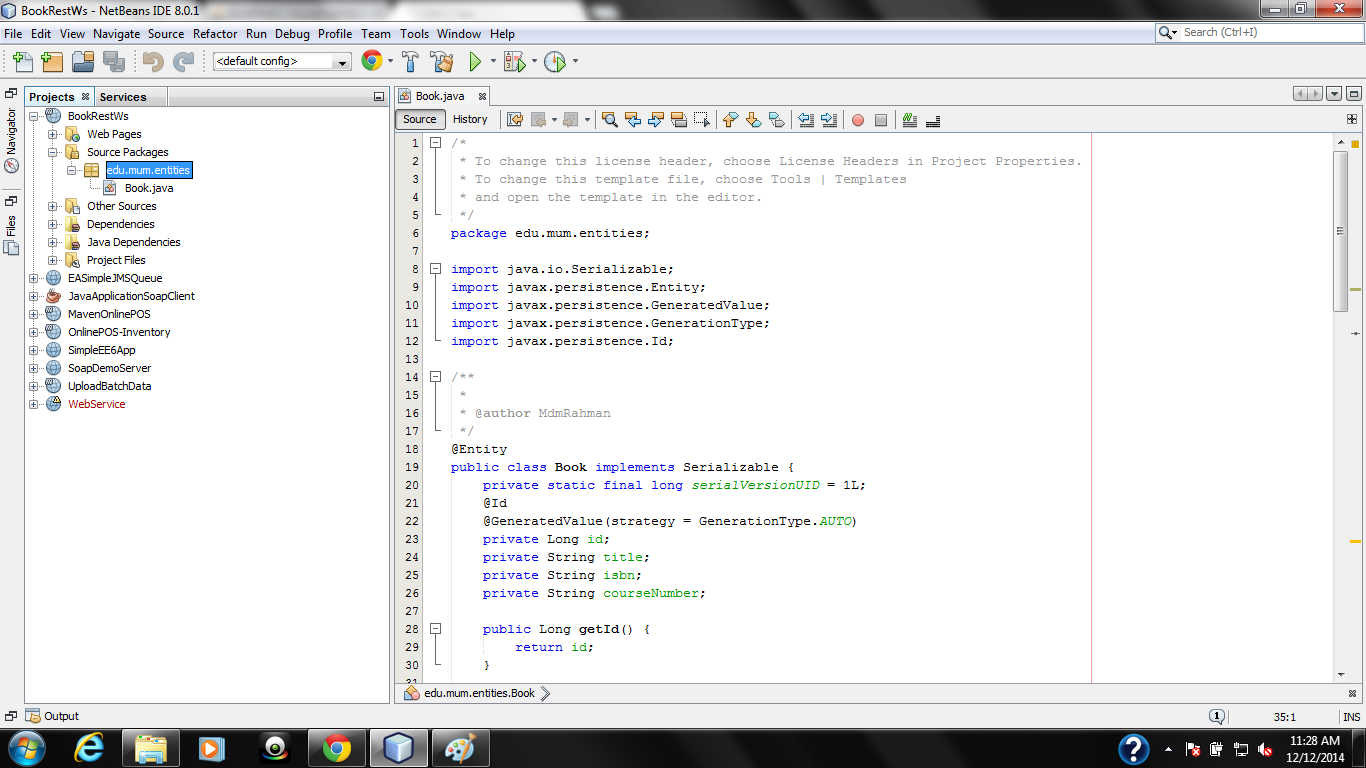 BookRestWs - NetBeans IDE 8.0.1
File Edit View Navigate Source Refactor Run Debug Profile Team Tools Window Help
Search (Ctrl+I)
<default config>
Projects Services
Navigator
Files
BookRestWs
Web Pages
Source Packages
edu.mum.entities
Book.java
Other Sources
Dependencies
Java Dependencies
Project Files
EASimpleJMSQueue
JavaApplicationSoapClient
MavenOnlinePOS
OnlinePOS-Inventory
SimpleEE6App
SoapDemoServer
UploadBatchData
WebService
Book.java
Source History
1 /*
2 * To change this license header, choose License Headers in Project Properties.
3 * To change this template file, choose Tools | Templates
4 * and open the template in the editor.
5 */
6 package edu.mum.entities;
7
8 import java.io.Serializable;
9 import javax.persistence.Entity;
10 import javax.persistence.GeneratedValue;
11 import javax.persistence.GenerationType;
12 import javax.persistence.Id;
13
14 /**
15 *
16 * @author MdmRahman
17 */
18 @Entity
19 public class Book implements Serializable {
20 private static final long serialVersionUID = 1L;
21 @Id
22 @GeneratedValue(strategy = GenerationType.AUTO)
23 private Long id;
24 private String title;
25 private String isbn;
26 private String courseNumber;
27
28 public Long getId() {
29 return id;
30 }
31
edu.mum.entities.Book
Output
1
35:1
INS
11:28 AM
12/12/2014